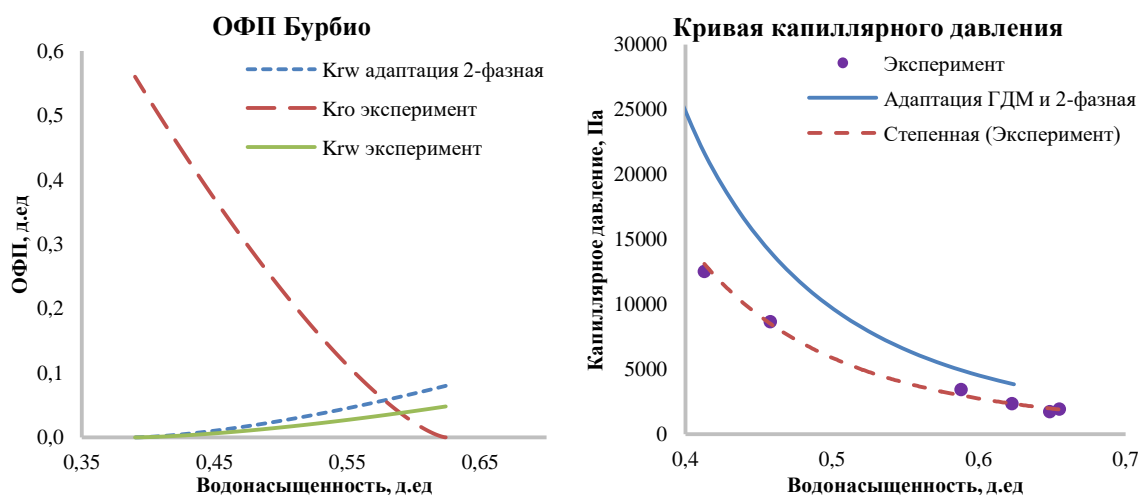 ОФП Бурбио
ОФП, д.ед
0,6
0,5
0,4
0,3
0,2
0,1
0,0
Krw адаптация 2-фазная
Kro эксперимент
Krw эксперимент
0,35
0,45
0,55
0,65
Водонасыщенность, д.ед
Кривая капиллярного давления
Капиллярное давление, Па
30000
25000
20000
15000
10000
5000
0
Эксперимент
Адаптация ГДМ и 2-фазная
Степенная (Эксперимент)
0,4
0,5
0,6
0,7
Водонасыщенность, д.ед